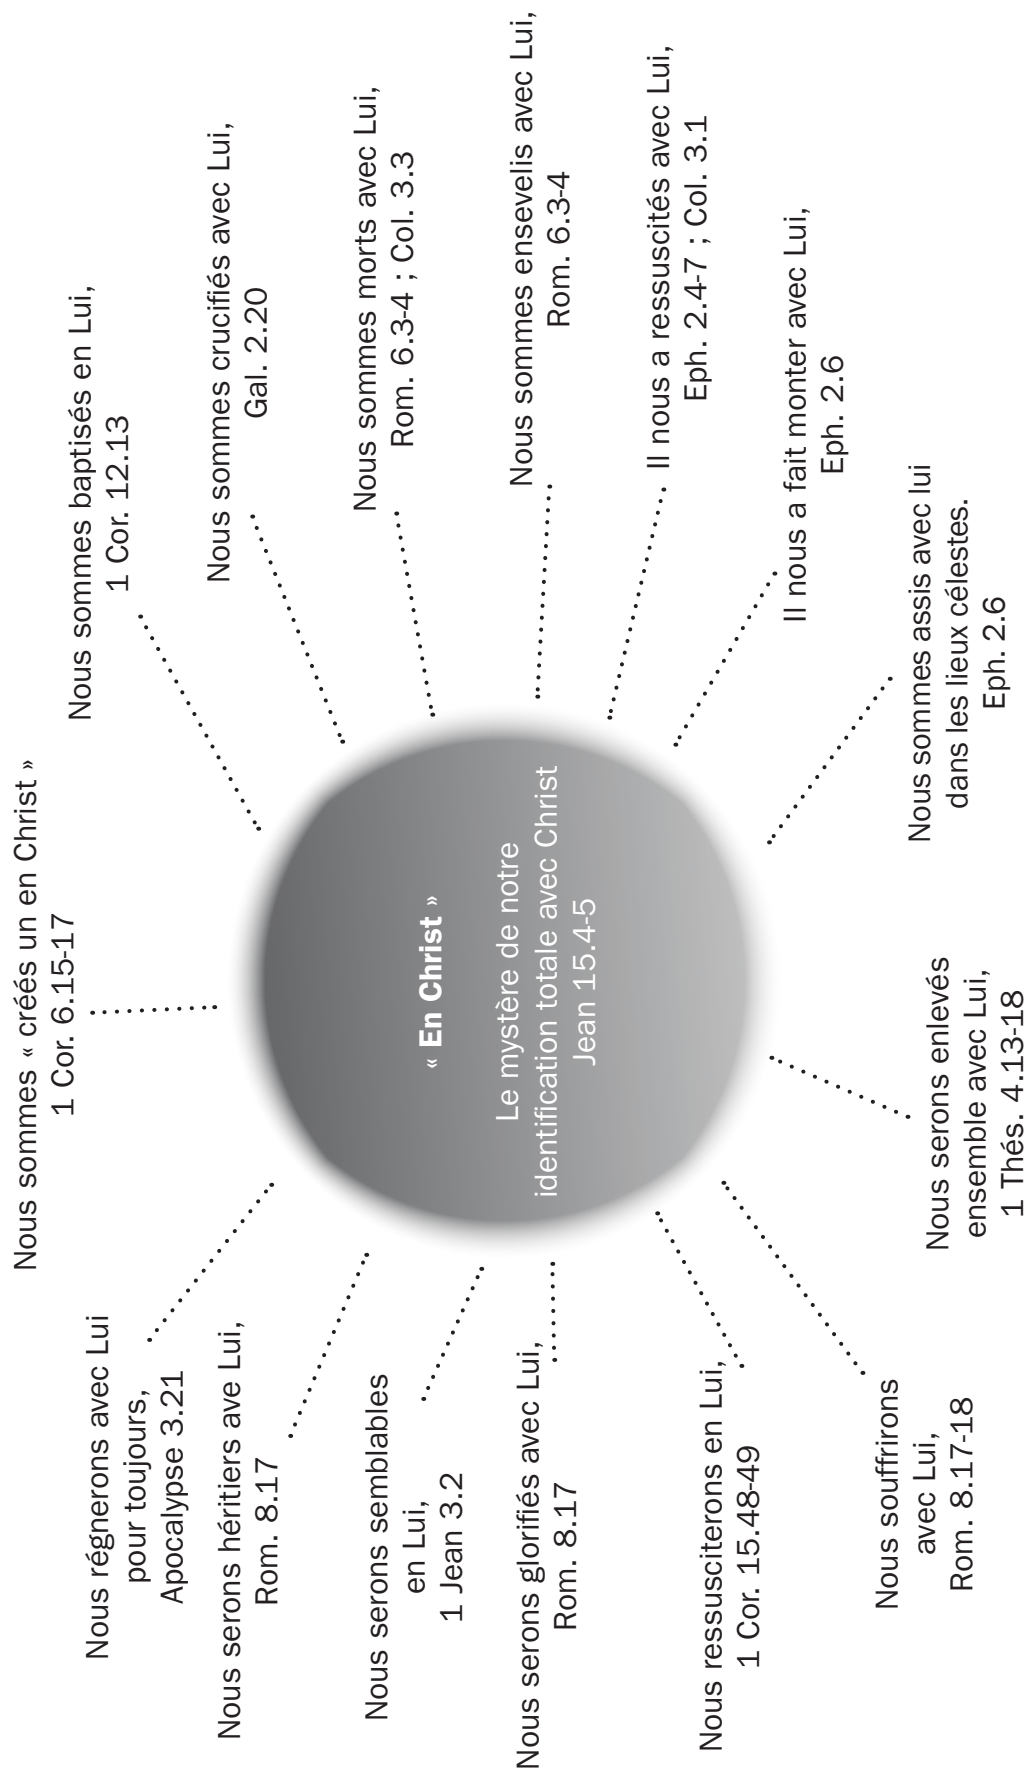 Nous sommes « créés un en Christ »
1 Cor. 6.15-17
Nous sommes baptisés en Lui,
1 Cor. 12.13
Nous sommes crucifiés avec Lui,
Gal. 2.20
Nous sommes morts avec Lui,
Rom. 6.3-4 ; Col. 3.3
Nous sommes ensevelis avec Lui,
Rom. 6.3-4
Il nous a ressuscités avec Lui,
Eph. 2.4-7 ; Col. 3.1
Il nous a fait monter avec Lui,
Eph. 2.6
Nous sommes assis avec lui
dans les lieux célestes.
Eph. 2.6
Nous serons enlevés
ensemble avec Lui,
1 Thés. 4.13-18
Nous souffrirons
avec Lui,
Rom. 8.17-18
Nous ressusciterons en Lui,
1 Cor. 15.48-49
Nous serons glorifiés avec Lui,
Rom. 8.17
Nous serons semblables
en Lui,
1 Jean 3.2
Nous serons héritiers ave Lui,
Rom. 8.17
Nous régnerons avec Lui
pour toujours,
Apocalypse 3.21
« En Christ »
Le mystère de notre
identification totale avec Christ
Jean 15.4-5